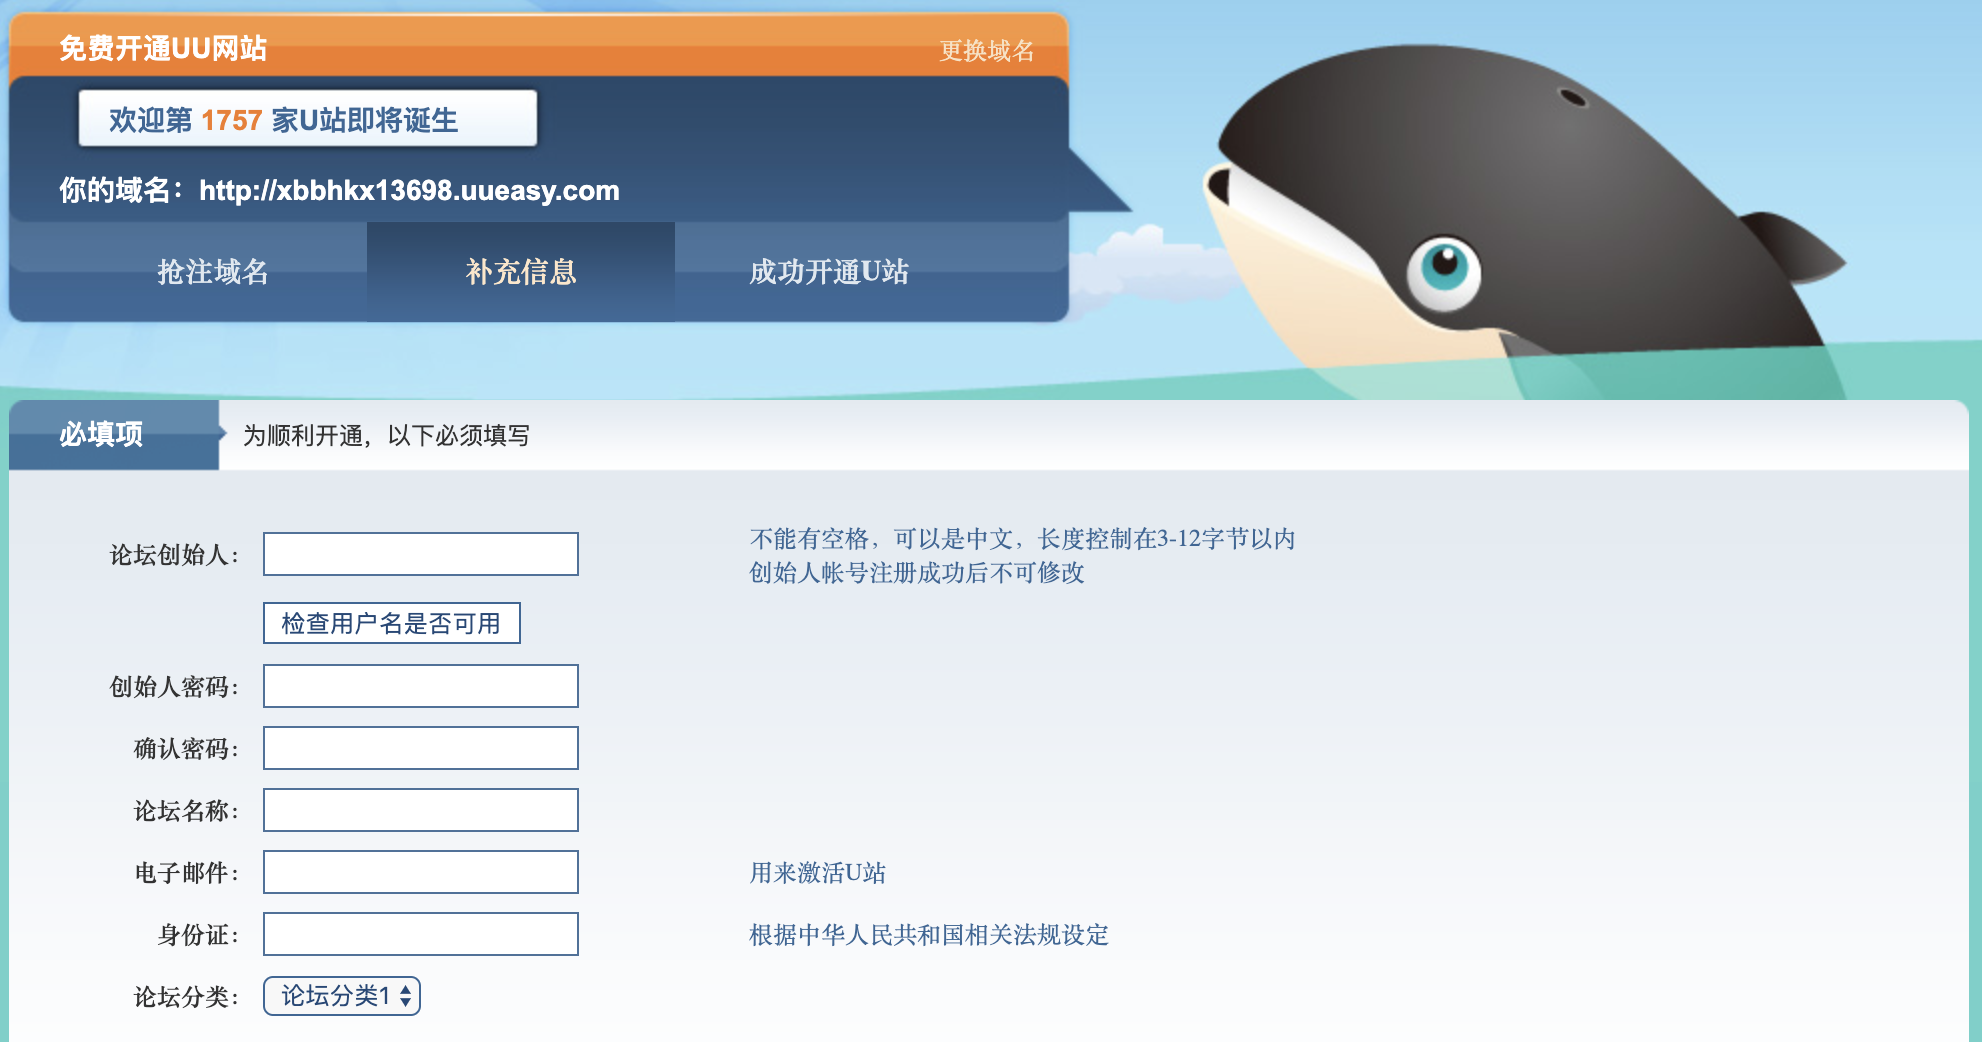 免费开通UU网站
更换域名
欢迎第 1757 家U站即将诞生
你的域名：http://xbbhkx13698.uueasy.com
抢注域名
补充信息
成功开通U站
必填项
为顺利开通，以下必须填写
论坛创始人：
不能有空格，可以是中文，长度控制在3-12字节以内
创始人帐号注册成功后不可修改
检查用户名是否可用
创始人密码：
确认密码：
论坛名称：
电子邮件：
用来激活U站
身份证：
根据中华人民共和国相关法规设定
论坛分类：
论坛分类1